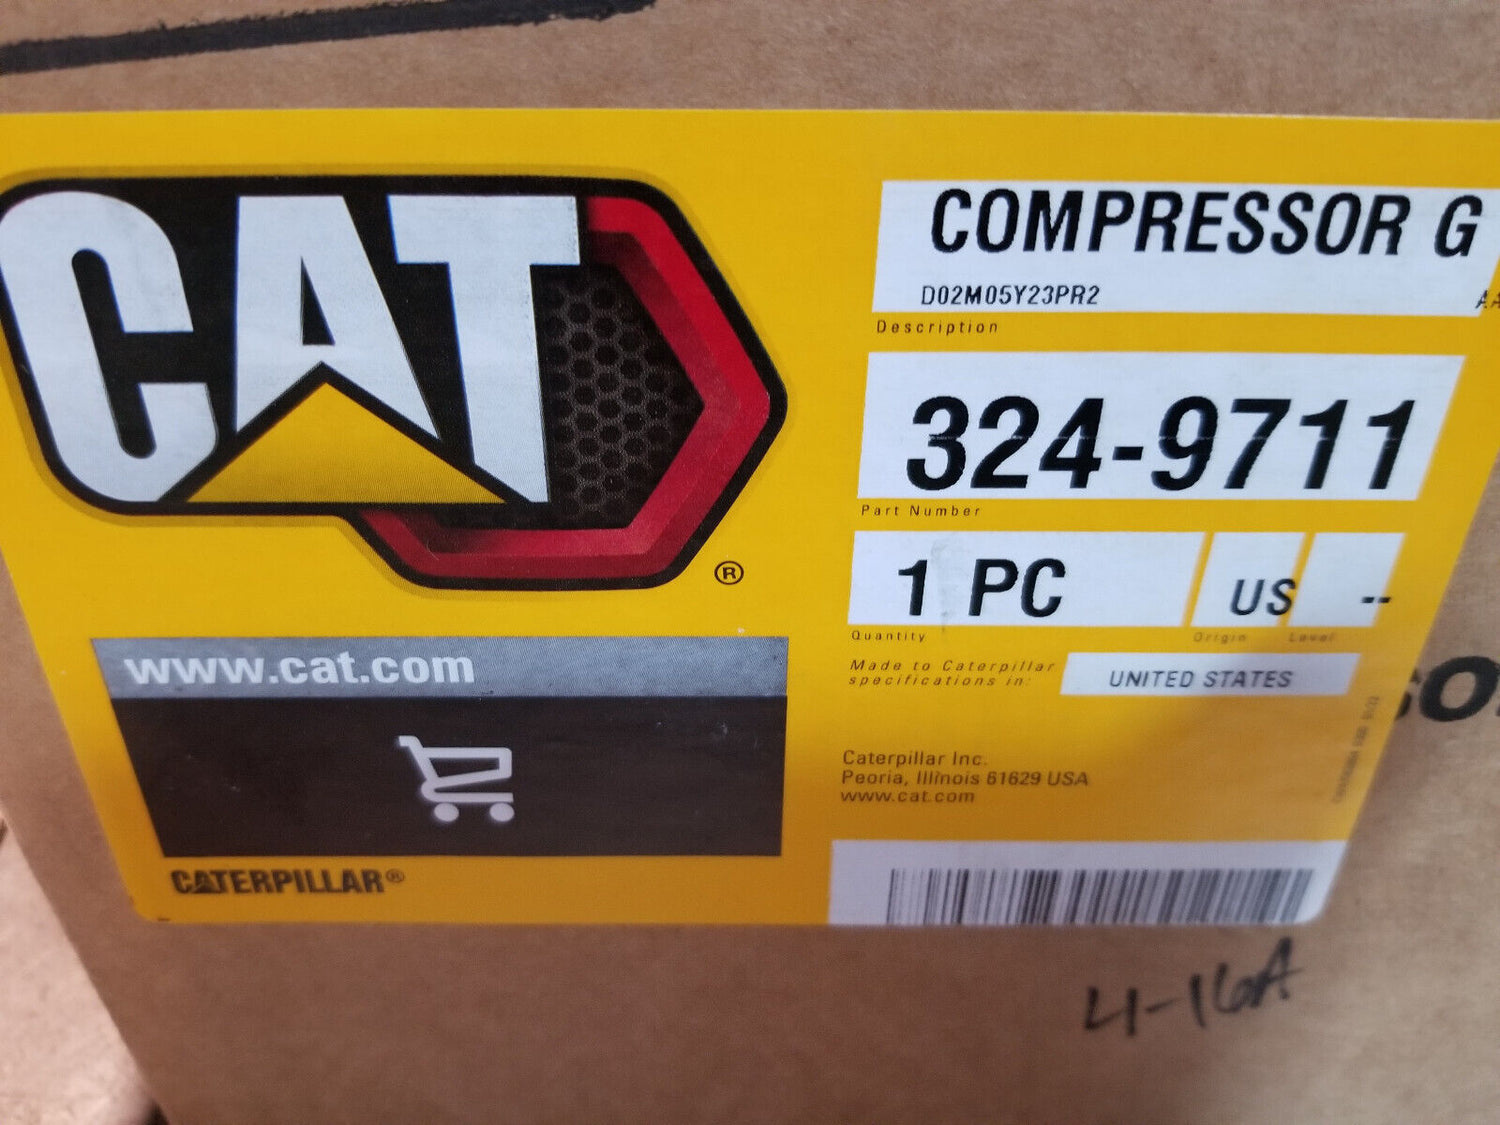 CAT
®
www.cat.com
CATERPILLAR®
COMPRESSOR G
D02M05Y23PR2
AA
Description
324-9711
Part Number
1 PC
US
--
Quantity
Origin
Level
Made to Caterpillar
specifications in:
UNITED STATES
Caterpillar Inc.
Peoria, Illinois 61629 USA
www.cat.com
4-16A